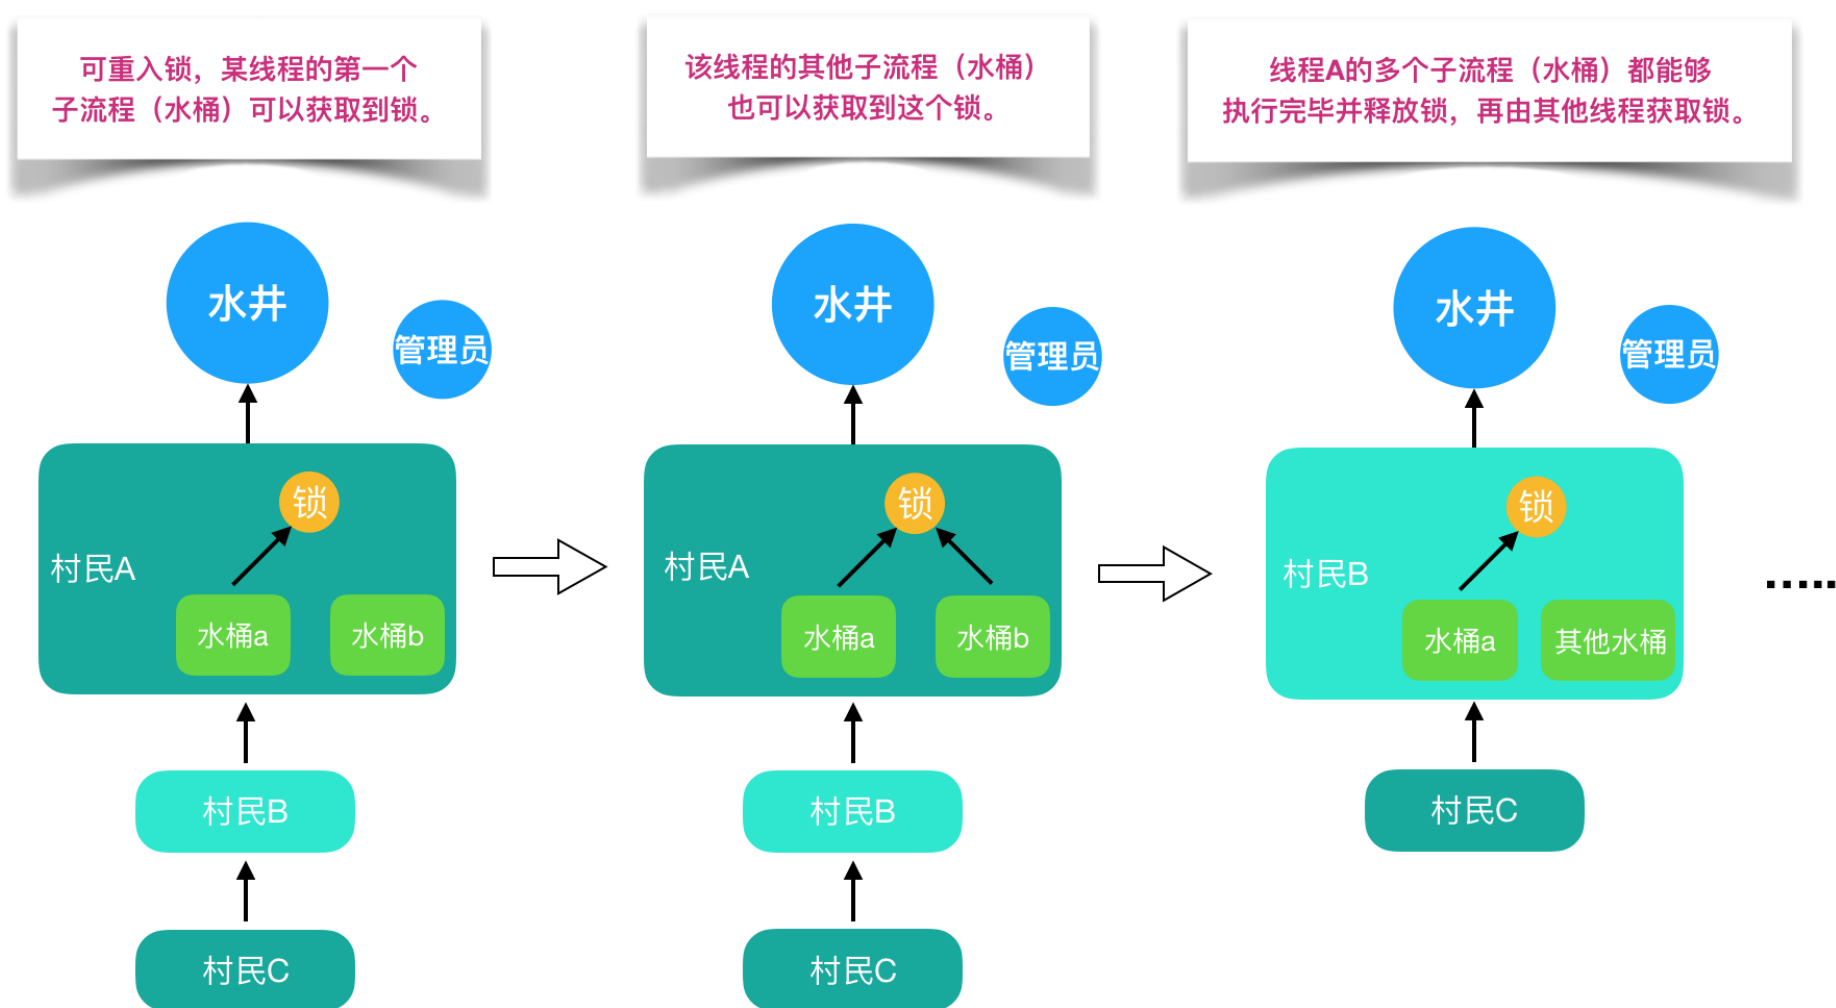 可重入锁，某线程的第一个
子流程（水桶）可以获取到锁。
该线程的其他子流程（水桶）
也可以获取到这个锁。
线程A的多个子流程（水桶）都能够
执行完毕并释放锁，再由其他线程获取锁。
水井
管理员
锁
村民A
水桶a
水桶b
村民B
村民C
水井
管理员
锁
村民A
水桶a
水桶b
村民B
村民C
水井
管理员
锁
村民B
水桶a
其他水桶
村民C
.....